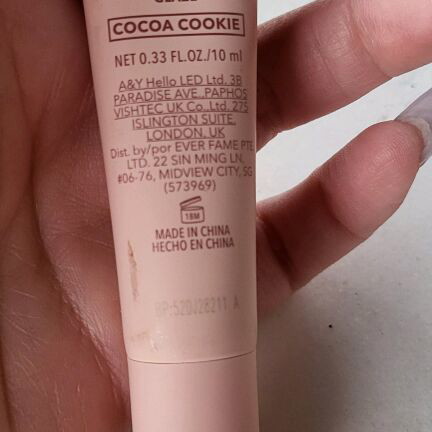 COCOA COOKIE
NET 0.33 FL.OZ./10 ml
A&Y Hello LED Ltd. 3B
PARADISE AVE.,PAPHOS
VISHTEC UK Co.,Ltd. 275
ISLINGTON SUITE,
LONDON, UK
Dist. by/por EVER FAME PTE.
LTD. 22 SIN MING LN,
#06-76, MIDVIEW CITY, SG
(573969)
18M
MADE IN CHINA
HECHO EN CHINA